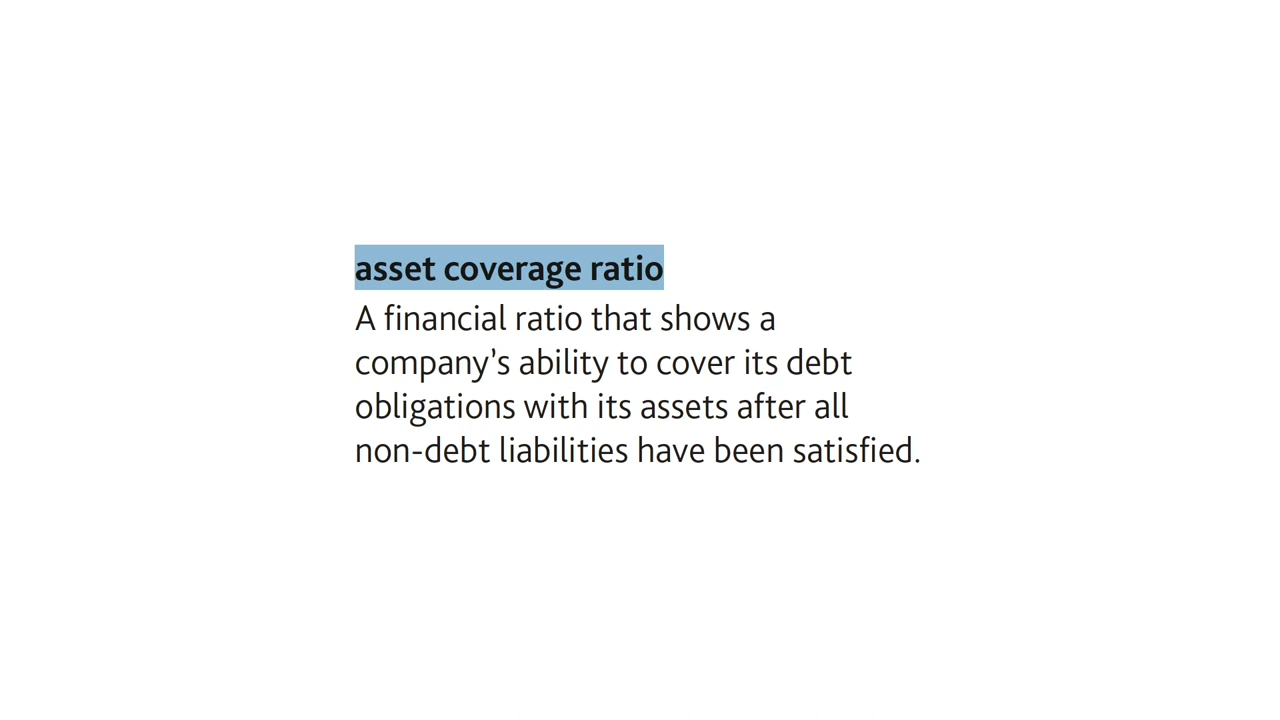 asset coverage ratio
A financial ratio that shows a
company’s ability to cover its debt
obligations with its assets after all
non-debt liabilities have been satisfied.